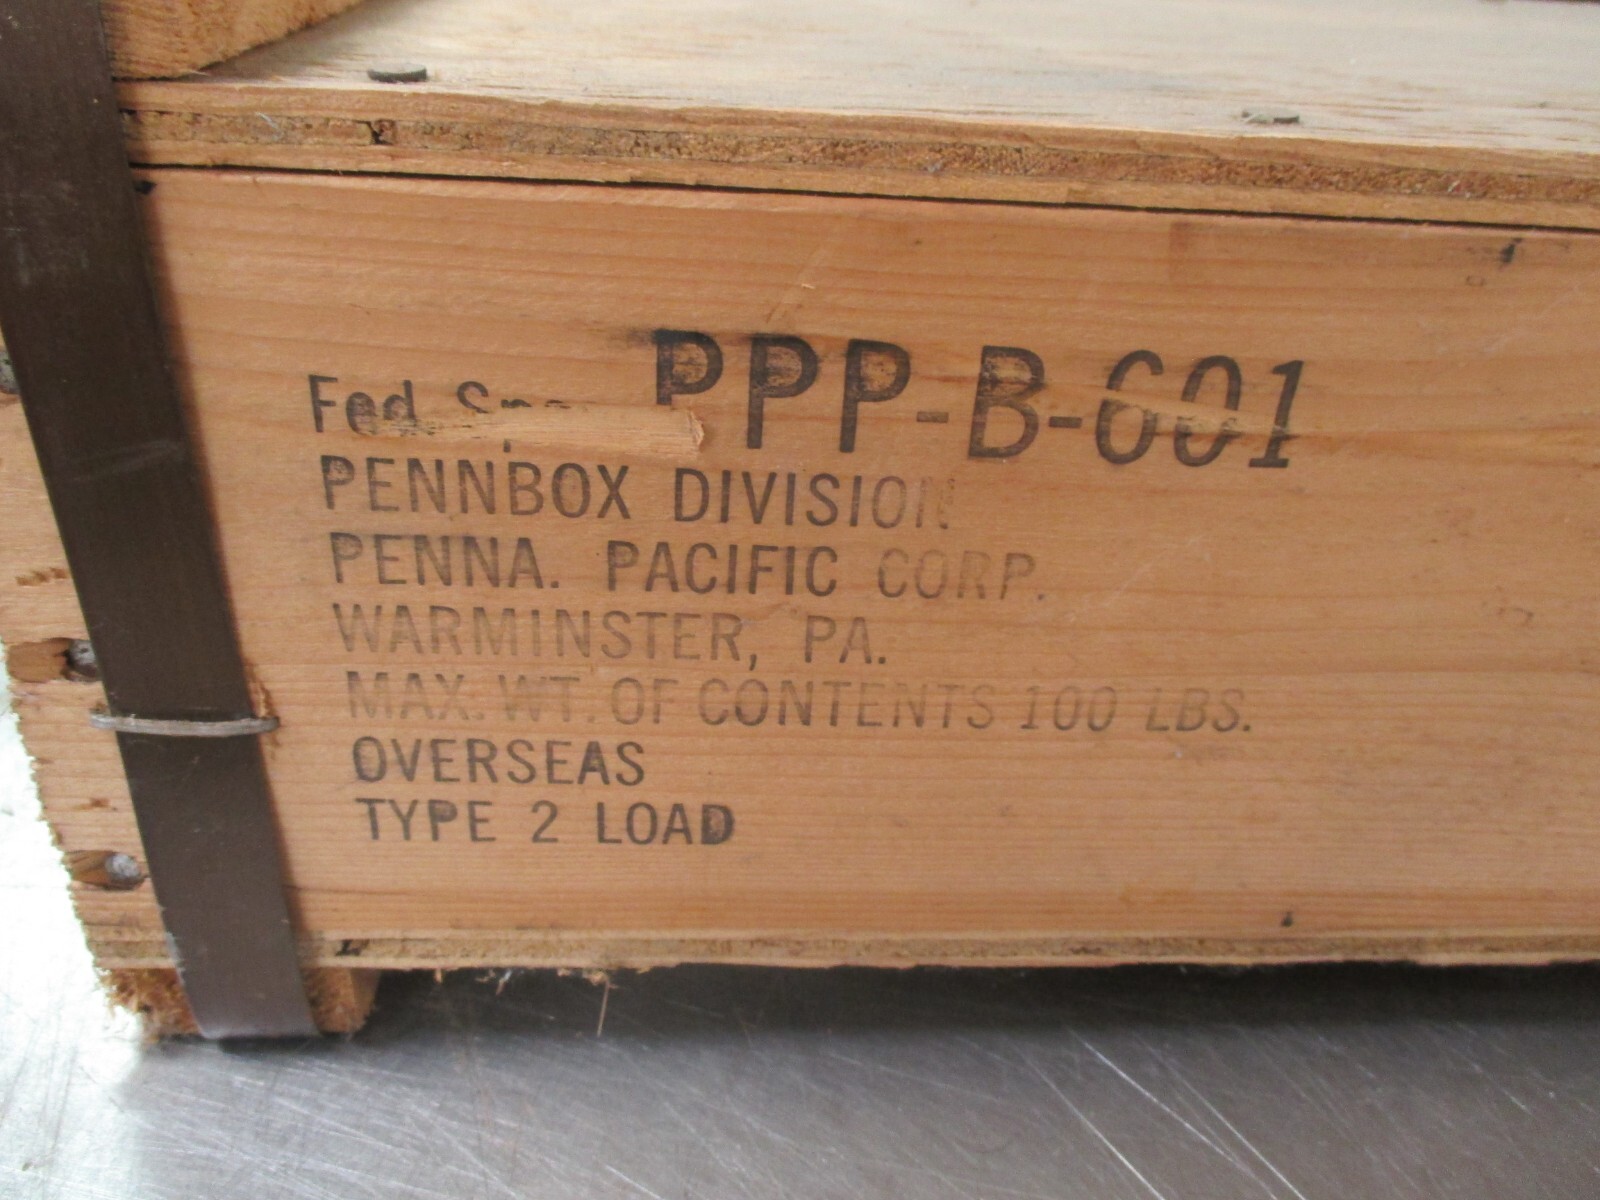 Fed. Spec. PPP-B-601
PENNBOX DIVISION
PENNA. PACIFIC CORP.
WARMINSTER, PA.
MAX. WT. OF CONTENTS 100 LBS.
OVERSEAS
TYPE 2 LOAD